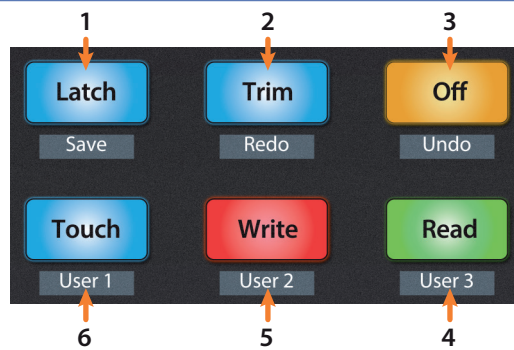 1 2 3
Latch Trim Off
Save Redo Undo
Touch Write Read
User 1 User 2 User 3
6 5 4